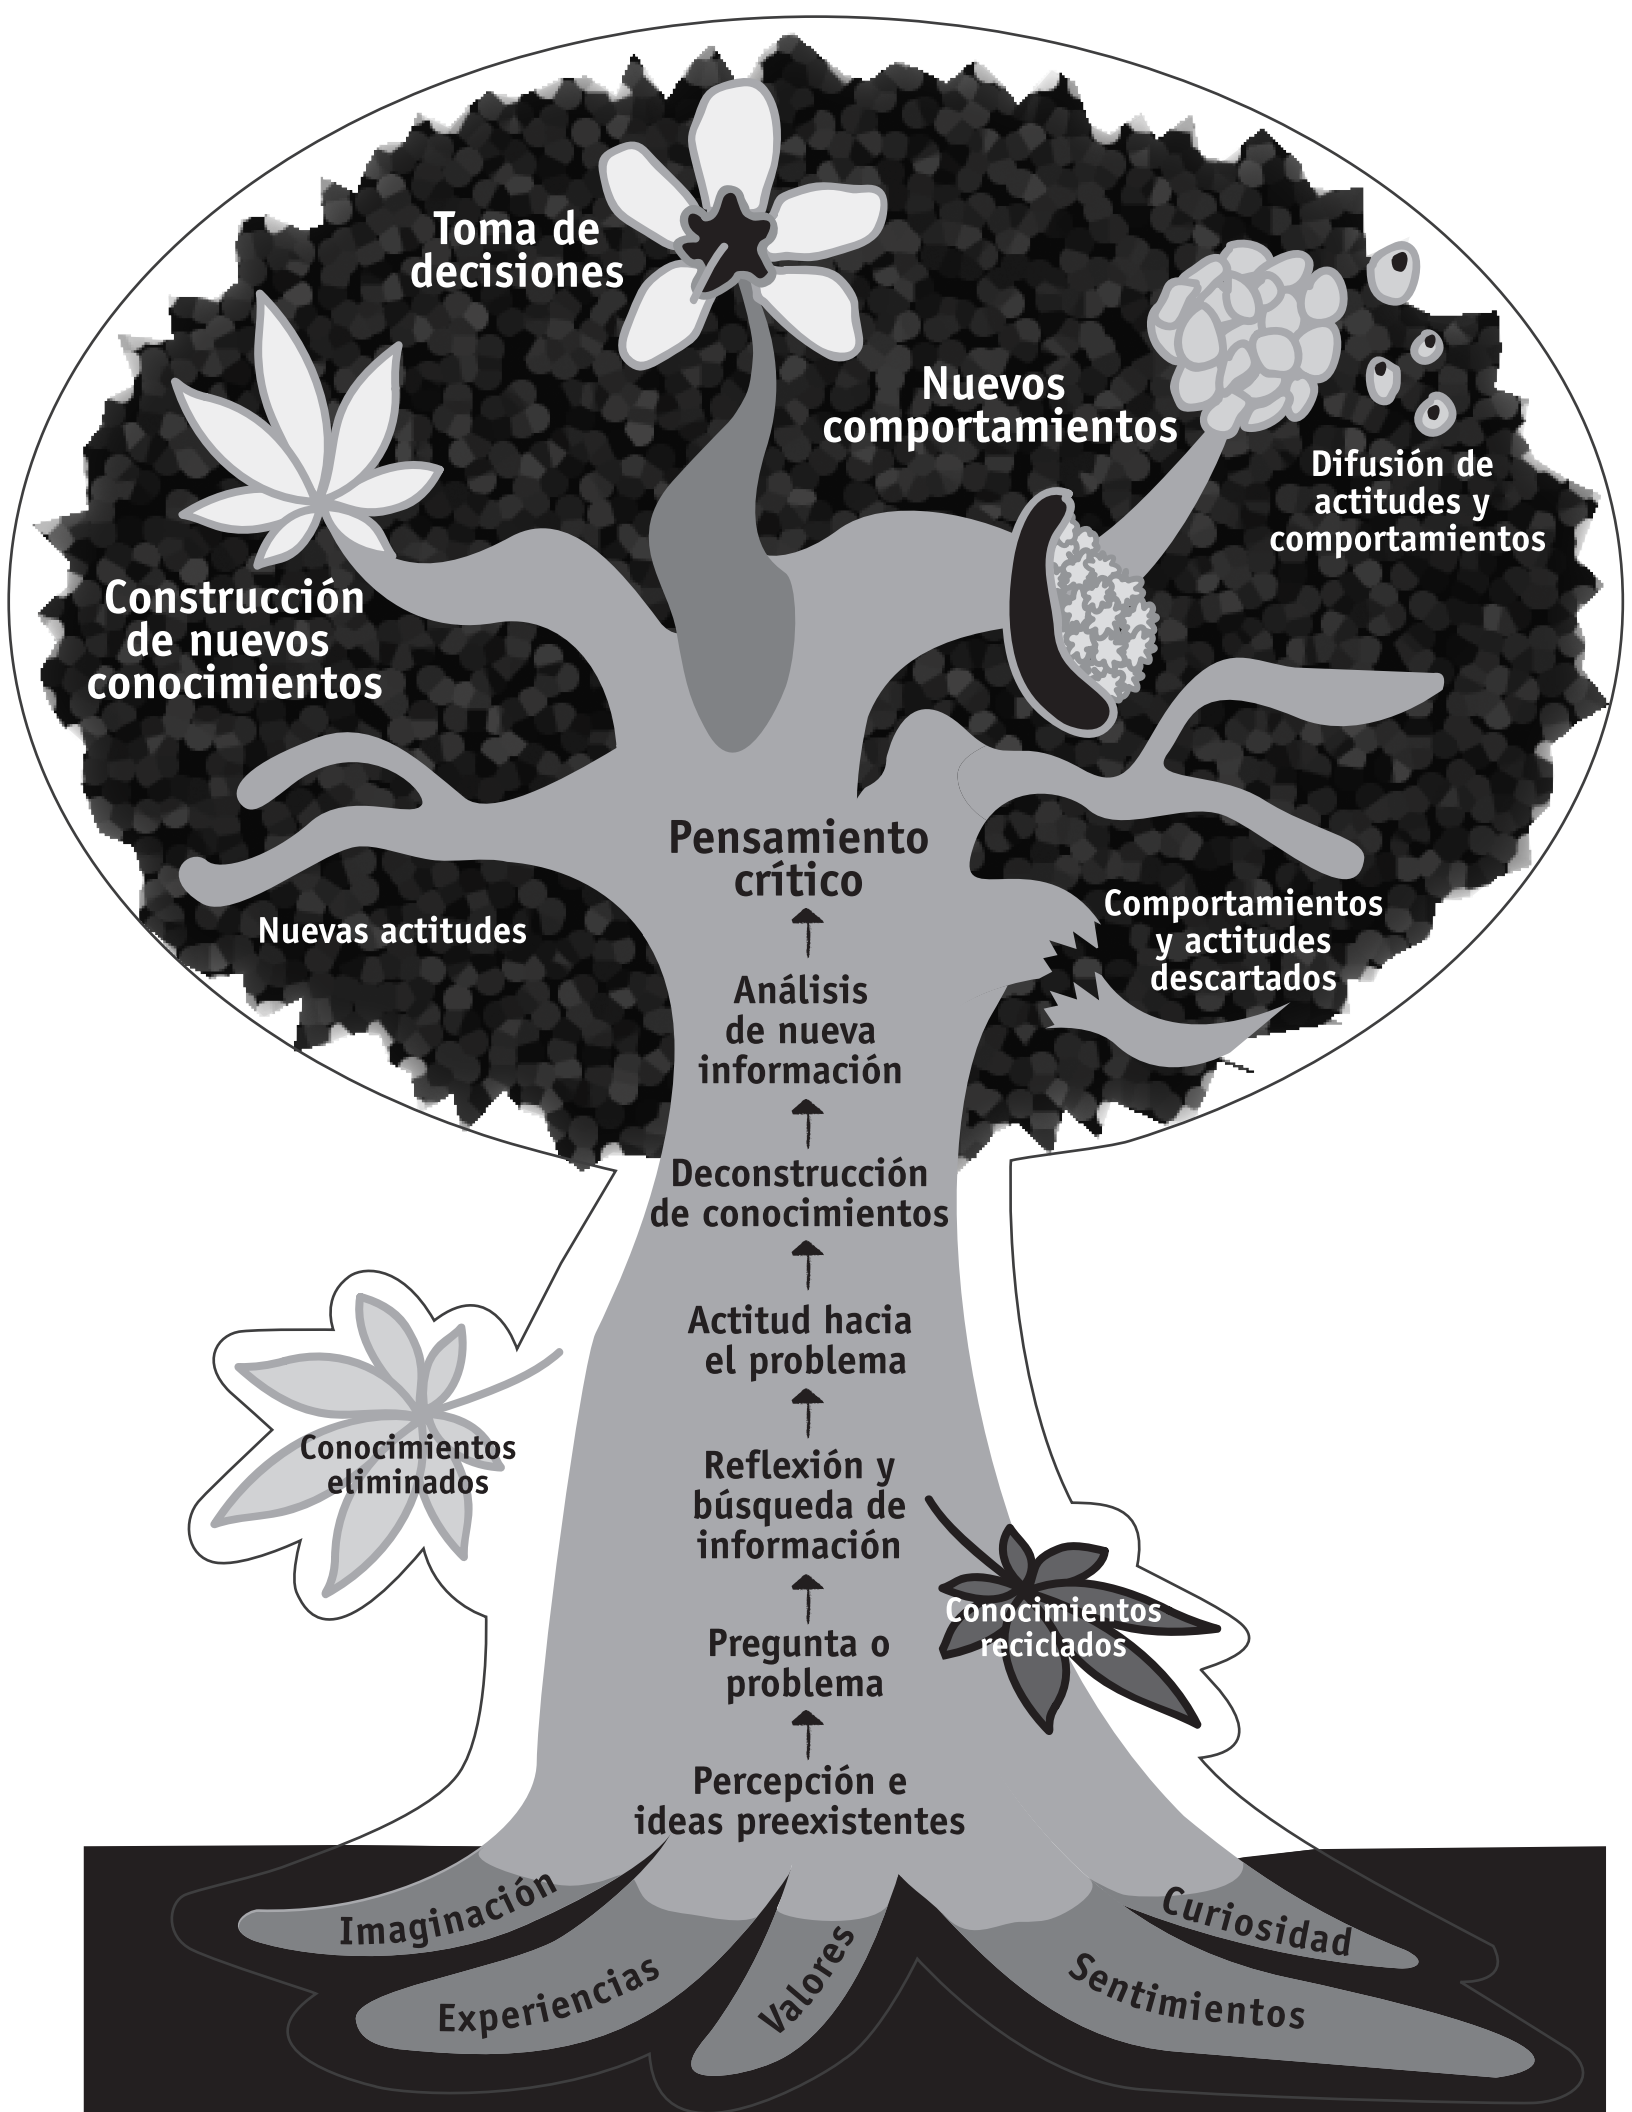 Toma de
decisiones
Nuevos
comportamientos
Difusión de
actitudes y
comportamientos
Construcción
de nuevos
conocimientos
Pensamiento
crítico
Nuevas actitudes
Comportamientos
y actitudes
descartados
Análisis
de nueva
información
Deconstrucción
de conocimientos
Actitud hacia
el problema
Conocimientos
eliminados
Reflexión y
búsqueda de
información
Conocimientos
reciclados
Pregunta o
problema
Percepción e
ideas preexistentes
Imaginación
Experiencias
Valores
Sentimientos
Curiosidad